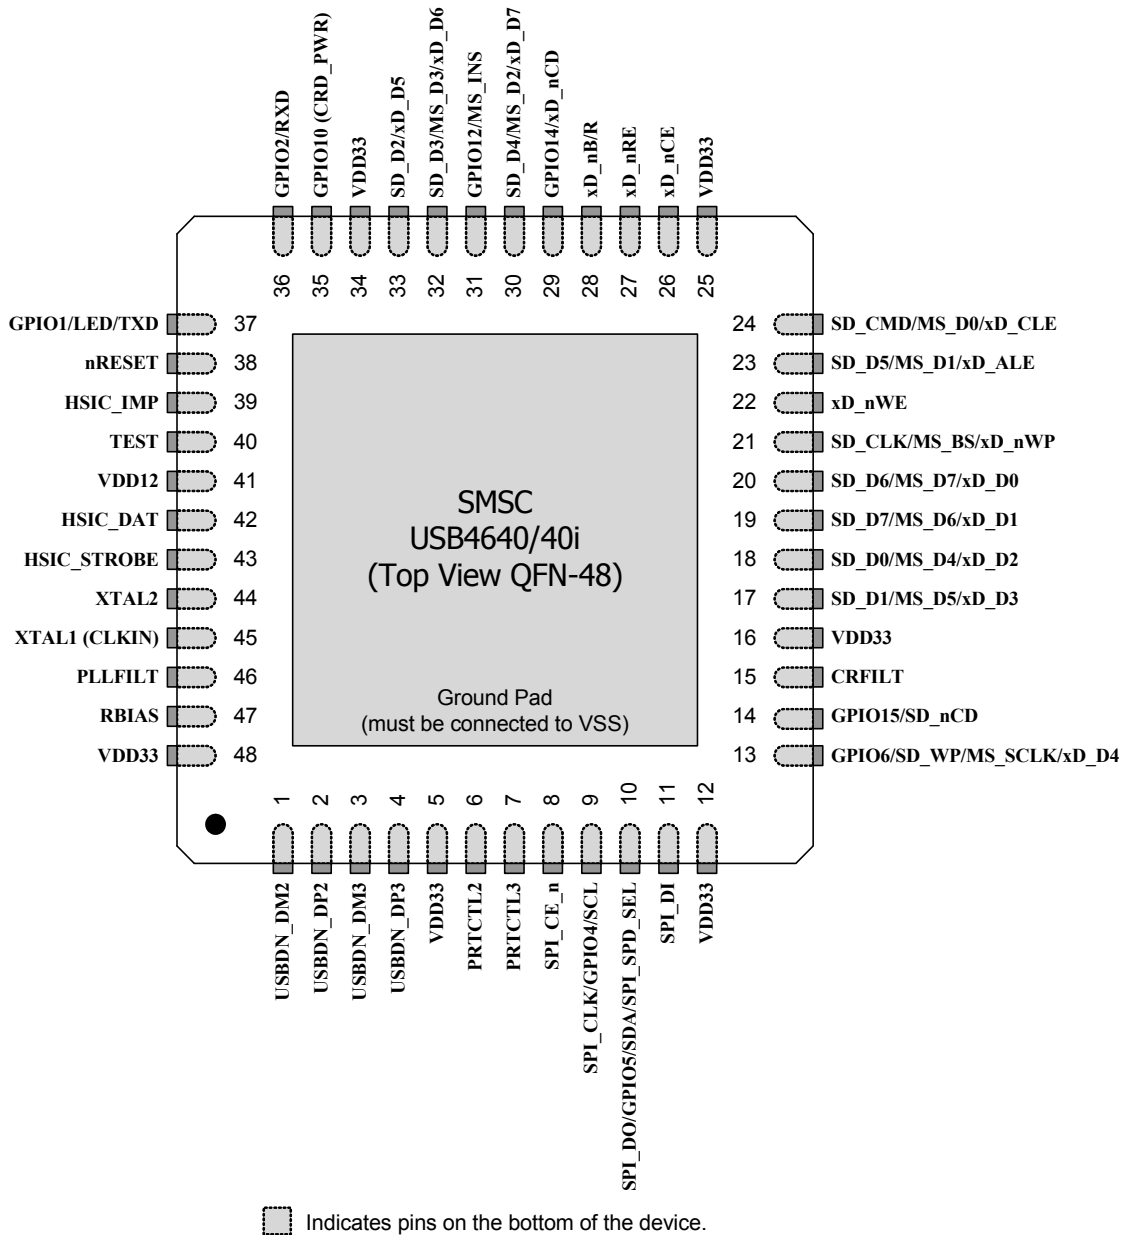 GPIO2/RXD
GPIO10 (CRD_PWR)
VDD33
SD_D2/xD_D5
SD_D3/MS_D3/xD_D6
GPIO12/MS_INS
SD_D4/MS_D2/xD_D7
GPIO14/xD_nCD
xD_nB/R
xD_nRE
xD_nCE
VDD33
36
35
34
33
32
31
30
29
28
27
26
25
GPIO1/LED/TXD 37
nRESET 38
HSIC_IMP 39
TEST 40
VDD12 41
HSIC_DAT 42
HSIC_STROBE 43
XTAL2 44
XTAL1 (CLKIN) 45
PLLFILT 46
RBIAS 47
VDD33 48
SMSC
USB4640/40i
(Top View QFN-48)
Ground Pad
(must be connected to VSS)
24 SD_CMD/MS_D0/xD_CLE
23 SD_D5/MS_D1/xD_ALE
22 xD_nWE
21 SD_CLK/MS_BS/xD_nWP
20 SD_D6/MS_D7/xD_D0
19 SD_D7/MS_D6/xD_D1
18 SD_D0/MS_D4/xD_D2
17 SD_D1/MS_D5/xD_D3
16 VDD33
15 CRFILT
14 GPIO15/SD_nCD
13 GPIO6/SD_WP/MS_SCLK/xD_D4
1
2
3
4
5
6
7
8
9
10
11
12
USBDN_DM2
USBDN_DP2
USBDN_DM3
USBDN_DP3
VDD33
PRTCTL2
PRTCTL3
SPI_CE_n
SPI_CLK/GPIO4/SCL
SPI_DO/GPIO5/SDA/SPI_SPD_SEL
SPI_DI
VDD33
Indicates pins on the bottom of the device.